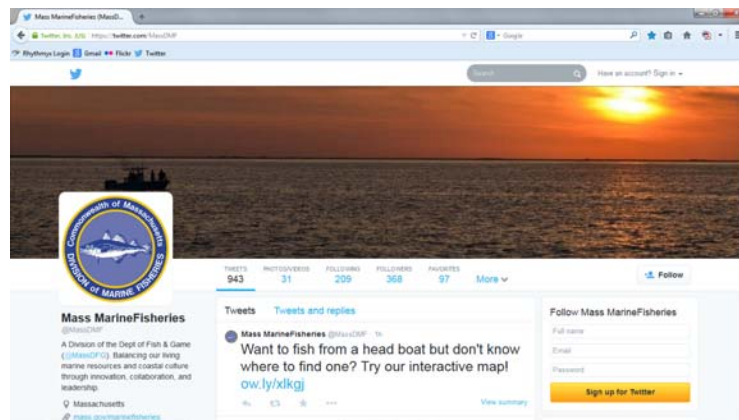 Mass MarineFisheries (MassD...
Twitter, Inc. (US) https://twitter.com/MassDMF
Google
Rhythmyx Login Gmail Flickr Twitter
Search
Have an account? Sign in
Commonwealth of Massachusetts
DIVISION of MARINE FISHERIES
TWEETS PHOTOS/VIDEOS FOLLOWING FOLLOWERS FAVORITES
943 31 209 368 97 More
Follow
Mass MarineFisheries
@MassDMF
A Division of the Dept of Fish & Game
(@MassDFG). Balancing our living
marine resources and coastal culture
through innovation, collaboration, and
leadership.
Massachusetts
mass.gov/marinefisheries
Tweets Tweets and replies
Mass MarineFisheries @MassDMF · 1h
Want to fish from a head boat but don't know
where to find one? Try our interactive map!
ow.ly/xlkgj
View summary
Follow Mass MarineFisheries
Full name
Email
Password
Sign up for Twitter